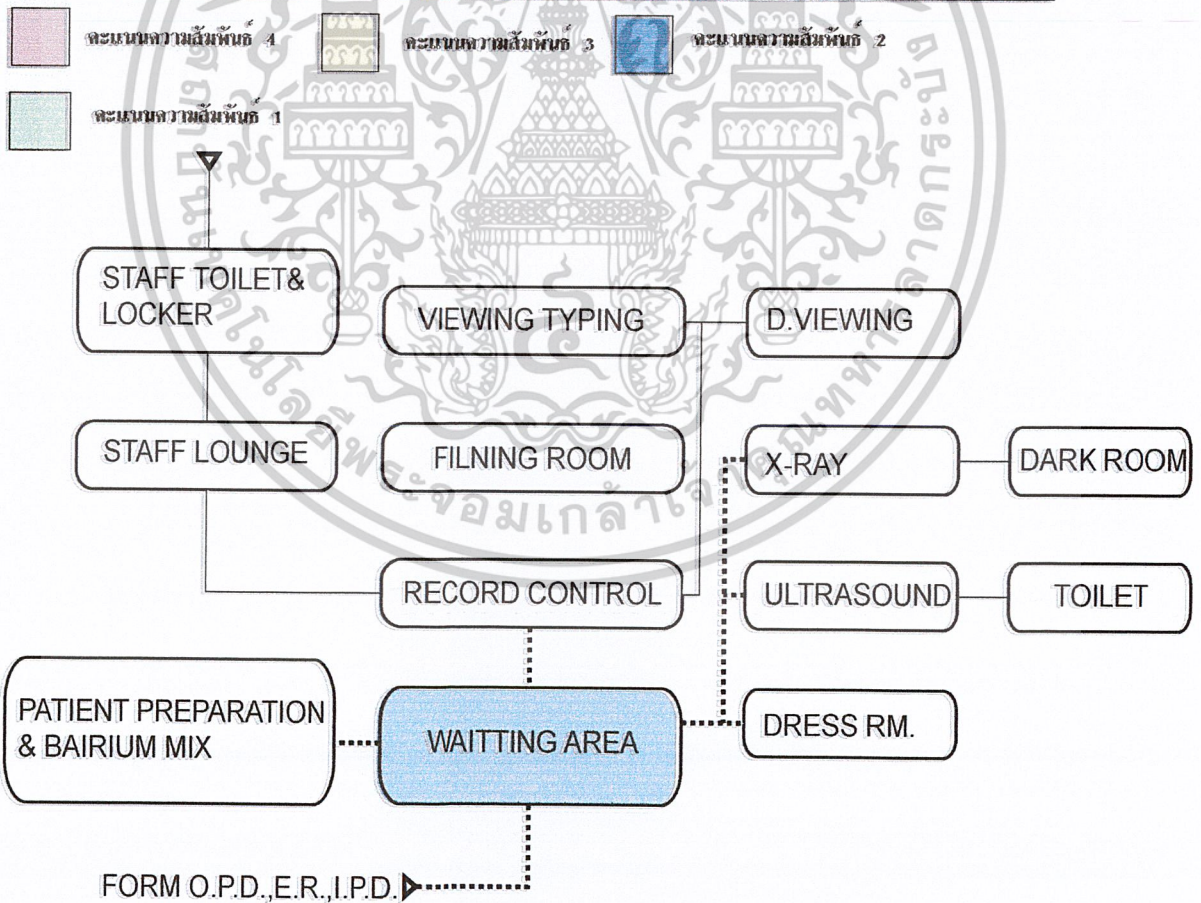 คะแนนความสัมพันธ์ 4
คะแนนความสัมพันธ์ 3
คะแนนความสัมพันธ์ 2
คะแนนความสัมพันธ์ 1
STAFF TOILET&
LOCKER
VIEWING TYPING
D.VIEWING
STAFF LOUNGE
FILNING ROOM
X-RAY
DARK ROOM
RECORD CONTROL
ULTRASOUND
TOILET
PATIENT PREPARATION
& BAIRIUM MIX
WAITTING AREA
DRESS RM.
FORM O.P.D.,E.R.,I.P.D.